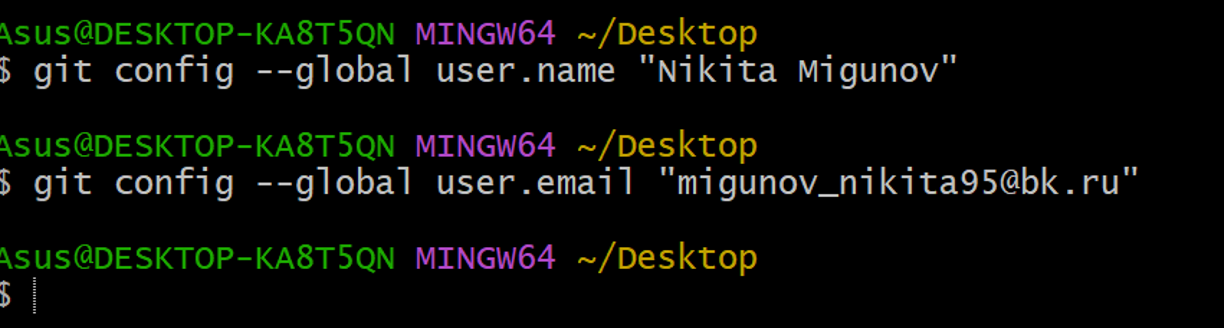 Asus@DESKTOP-KA8T5QN MINGW64 ~/Desktop
$ git config --global user.name "Nikita Migunov"
Asus@DESKTOP-KA8T5QN MINGW64 ~/Desktop
$ git config --global user.email "migunov_nikita95@bk.ru"
Asus@DESKTOP-KA8T5QN MINGW64 ~/Desktop
$